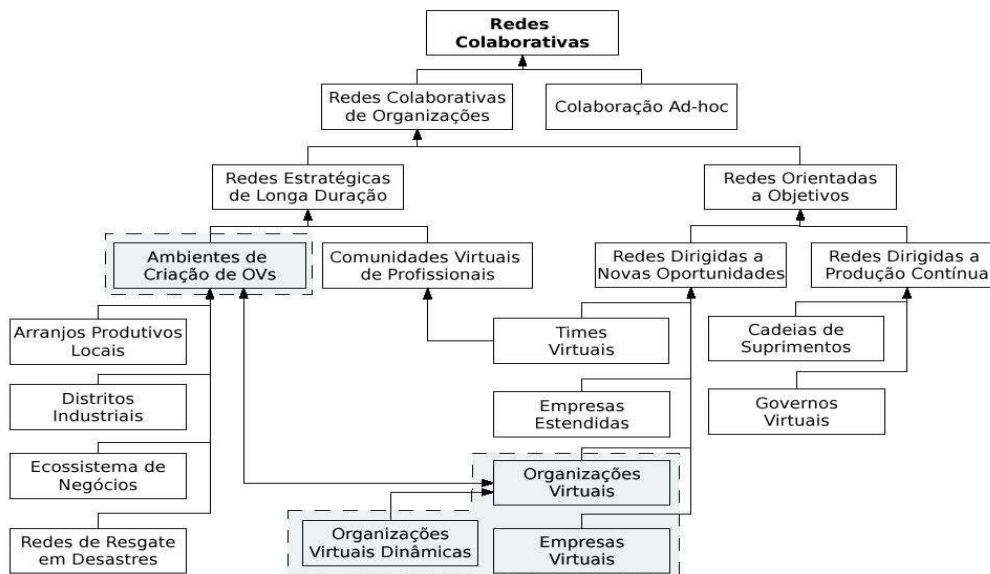 Redes
Colaborativas
Redes Colaborativas
de Organizações
Colaboração Ad-hoc
Redes Estratégicas
de Longa Duração
Redes Orientadas
a Objetivos
Ambientes de
Criação de OVs
Comunidades Virtuais
de Profissionais
Redes Dirigidas a
Novas Oportunidades
Redes Dirigidas a
Produção Contínua
Arranjos Produtivos
Locais
Times
Virtuais
Cadeias de
Suprimentos
Distritos
Industriais
Empresas
Estendidas
Governos
Virtuais
Ecossistema de
Negócios
Organizações
Virtuais
Redes de Resgate
em Desastres
Organizações
Virtuais Dinâmicas
Empresas
Virtuais